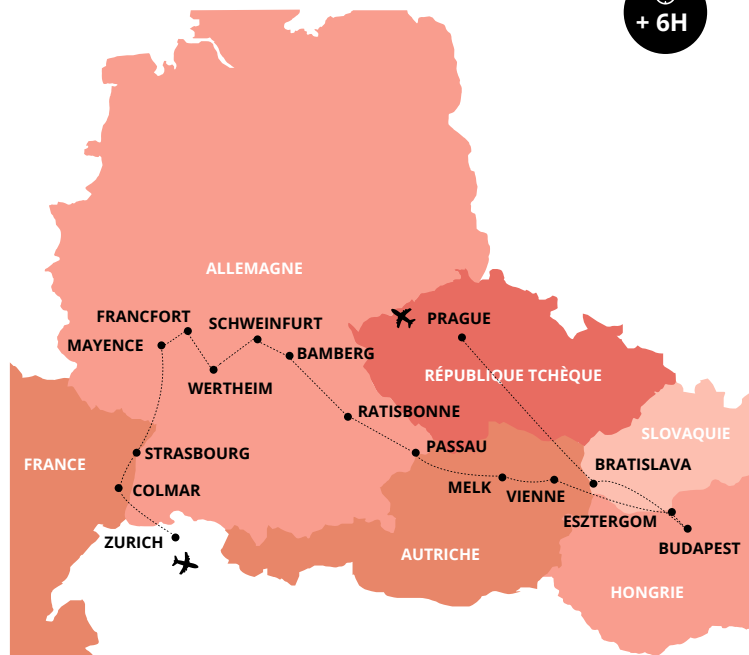 + 6H
ALLEMAGNE
FRANCFORT
SCHWEINFURT
PRAGUE
MAYENCE
BAMBERG
WERTHEIM
RÉPUBLIQUE TCHÈQUE
RATISBONNE
SLOVAQUIE
PASSAU
STRASBOURG
FRANCE
BRATISLAVA
COLMAR
MELK
VIENNE
ESZTERGOM
ZURICH
BUDAPEST
AUTRICHE
HONGRIE